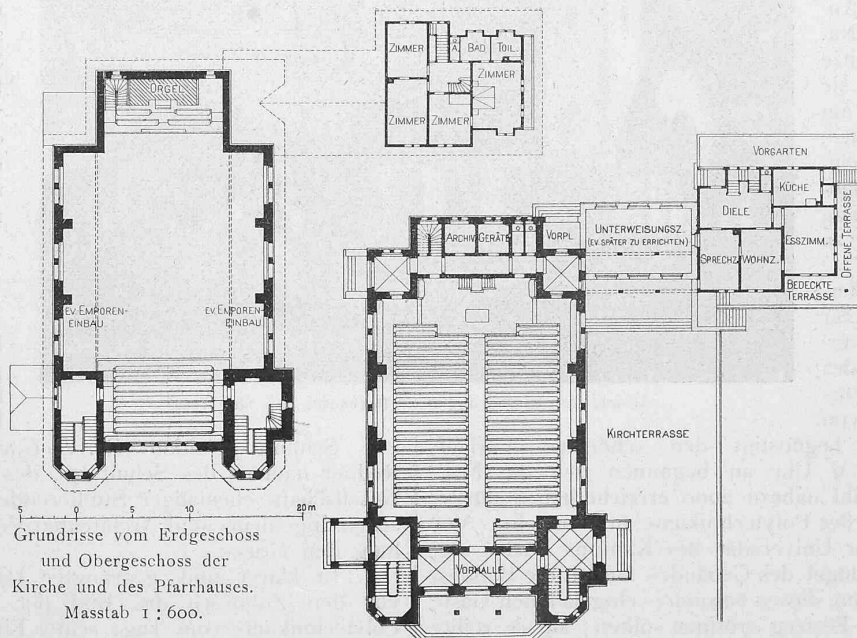 ORGEL
EV. EMPOREN-
EINBAU
EV. EMPOREN-
EINBAU
ZIMMER
A.
BAD
TOIL.
ZIMMER
ZIMMER
ZIMMER
ARCHIV
GERÄTE
VORPL.
UNTERWEISUNGSZ.
(EV. SPÄTER ZU ERRICHTEN)
VORGARTEN
KÜCHE
DIELE
ESSZIMM.
SPRECHZ.
WOHNZ.
OFFENE TERRASSE
BEDECKTE
TERRASSE
KIRCHTERRASSE
VORHALLE
5 0 5 10 20 m
Grundrisse vom Erdgeschoss
und Obergeschoss der
Kirche und des Pfarrhauses.
Masstab 1 : 600.